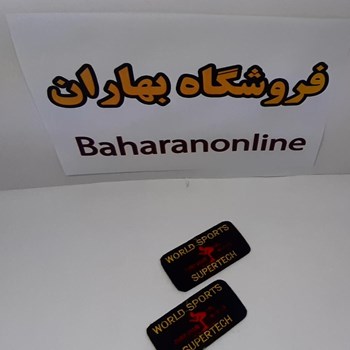 فروشگاه بهاران
Baharanonline
WORLD SPORTS
SUPERTECH
WORLD SPORTS
SUPERTECH